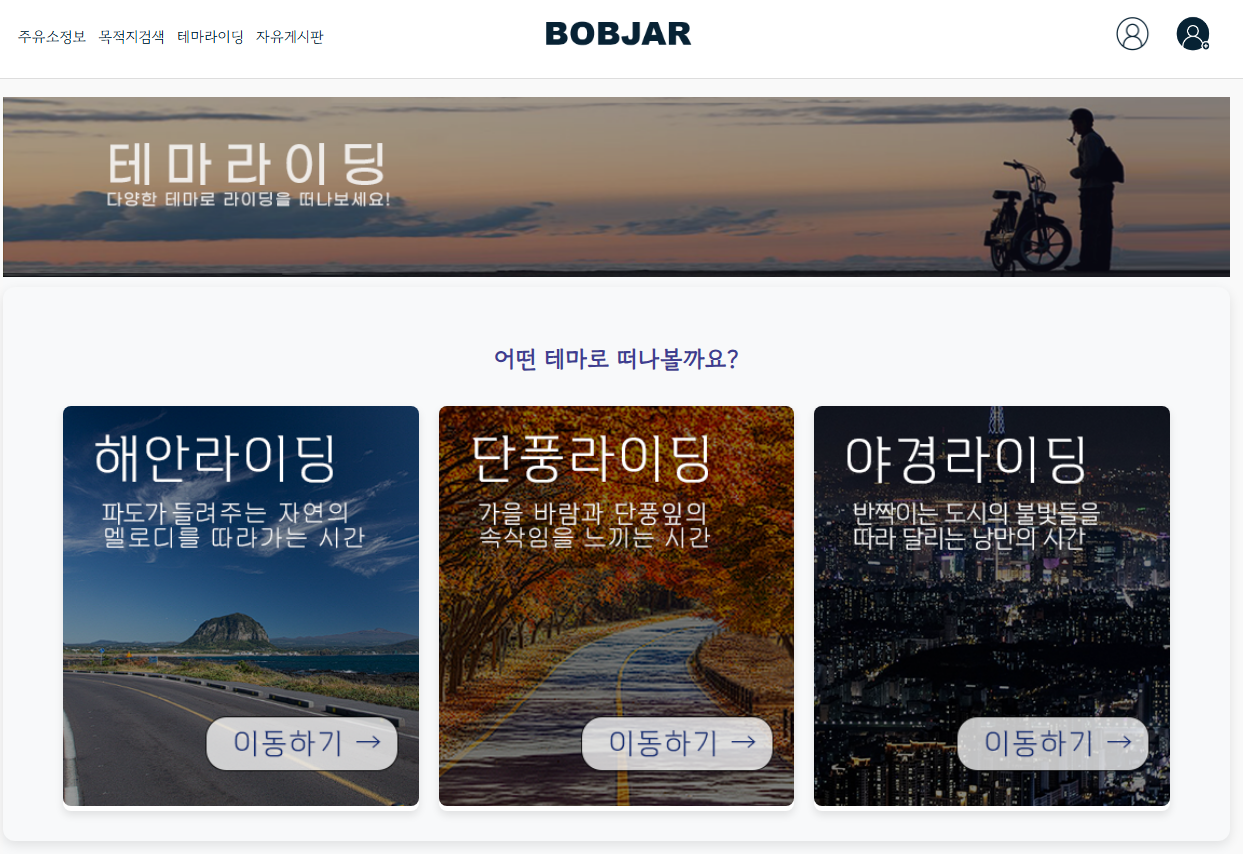 주유소정보 목적지검색 테마라이딩 자유게시판
BOBJAR
테마라이딩
다양한 테마로 라이딩을 떠나보세요!
어떤 테마로 떠나볼까요?
해안라이딩
파도가 들려주는 자연의
멜로디를 따라가는 시간
이동하기 →
단풍라이딩
가을 바람과 단풍잎의
속삭임을 느끼는 시간
이동하기 →
야경라이딩
반짝이는 도시의 불빛들을
따라 달리는 낭만의 시간
이동하기 →